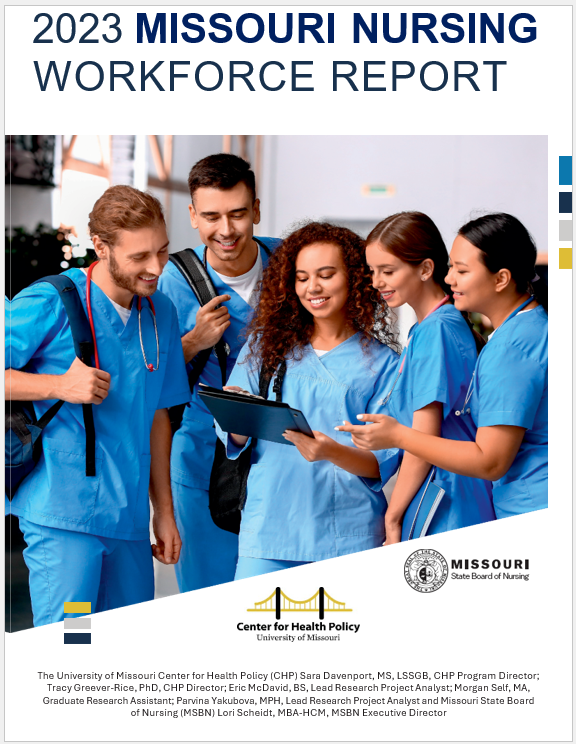 2023 MISSOURI NURSING
WORKFORCE REPORT
MISSOURI
State Board of Nursing
Center for Health Policy
University of Missouri
The University of Missouri Center for Health Policy (CHP) Sara Davenport, MS, LSSGB, CHP Program Director;
Tracy Greever-Rice, PhD, CHP Director; Eric McDavid, BS, Lead Research Project Analyst; Morgan Self, MA,
Graduate Research Assistant; Parvina Yakubova, MPH, Lead Research Project Analyst and Missouri State Board
of Nursing (MSBN) Lori Scheidt, MBA-HCM, MSBN Executive Director